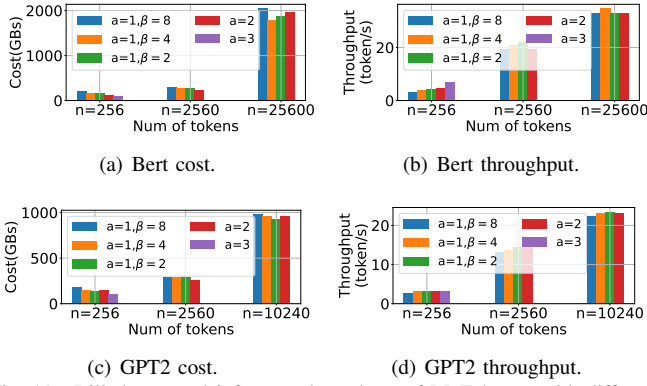 2000
1000
0
Cost(GBs)
a=1,β = 8
a=1,β = 4
a=1,β = 2
a=2
a=3
n=256
n=2560
n=25600
Num of tokens
(a) Bert cost.
20
0
Throughput
(token/s)
a=1,β = 8
a=1,β = 4
a=1,β = 2
a=2
a=3
n=256
n=2560
n=25600
Num of tokens
(b) Bert throughput.
1000
500
0
Cost(GBs)
a=1,β = 8
a=1,β = 4
a=1,β = 2
a=2
a=3
n=256
n=2560
n=10240
Num of tokens
(c) GPT2 cost.
20
10
0
Throughput
(token/s)
a=1,β = 8
a=1,β = 4
a=1,β = 2
a=2
a=3
n=256
n=2560
n=10240
Num of tokens
(d) GPT2 throughput.